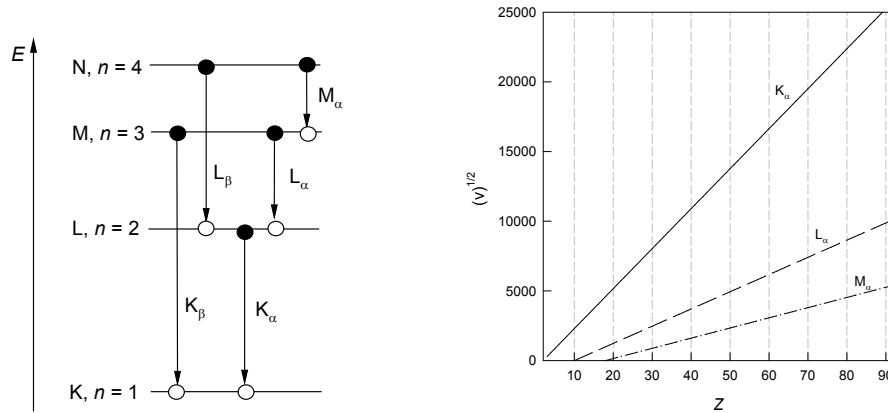 E
N, n = 4
M, n = 3
L, n = 2
K, n = 1
Mα
Lβ
Lα
Kβ
Kα
(ν)1/2
25000
20000
15000
10000
5000
0
10 20 30 40 50 60 70 80 90
Z
Kα
Lα
Mα